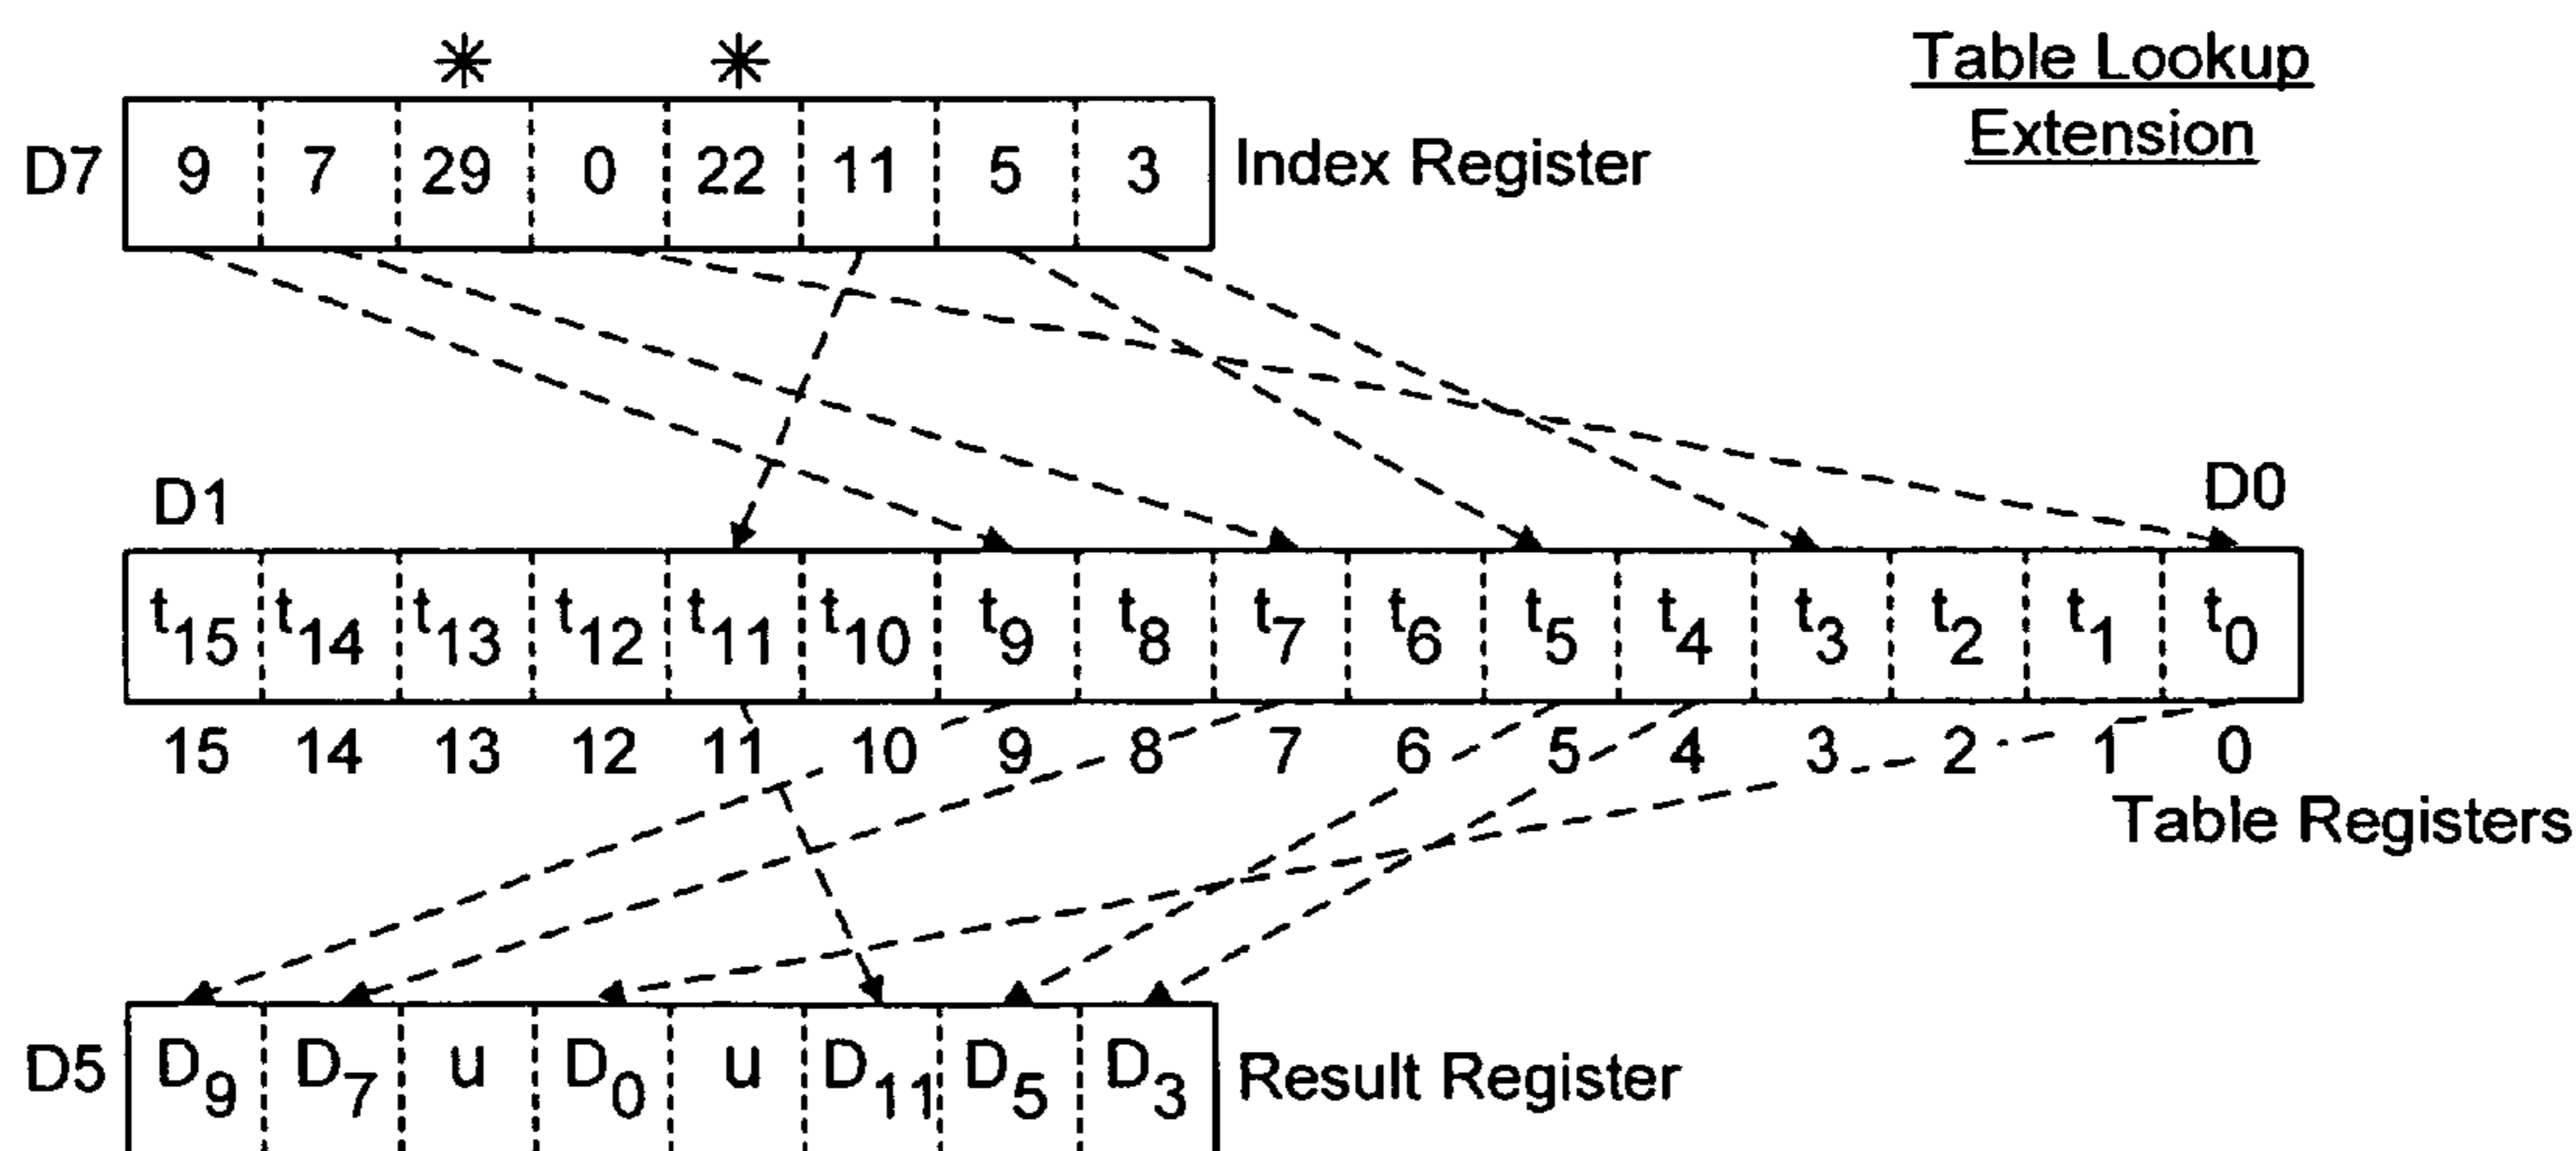 Table Lookup
Extension
* *
D7 9 7 29 0 22 11 5 3 Index Register
D1 D0
t15 t14 t13 t12 t11 t10 t9 t8 t7 t6 t5 t4 t3 t2 t1 t0
15 14 13 12 11 10 9 8 7 6 5 4 3 2 1 0
Table Registers
D5 D9 D7 u D0 u D11 D5 D3 Result Register